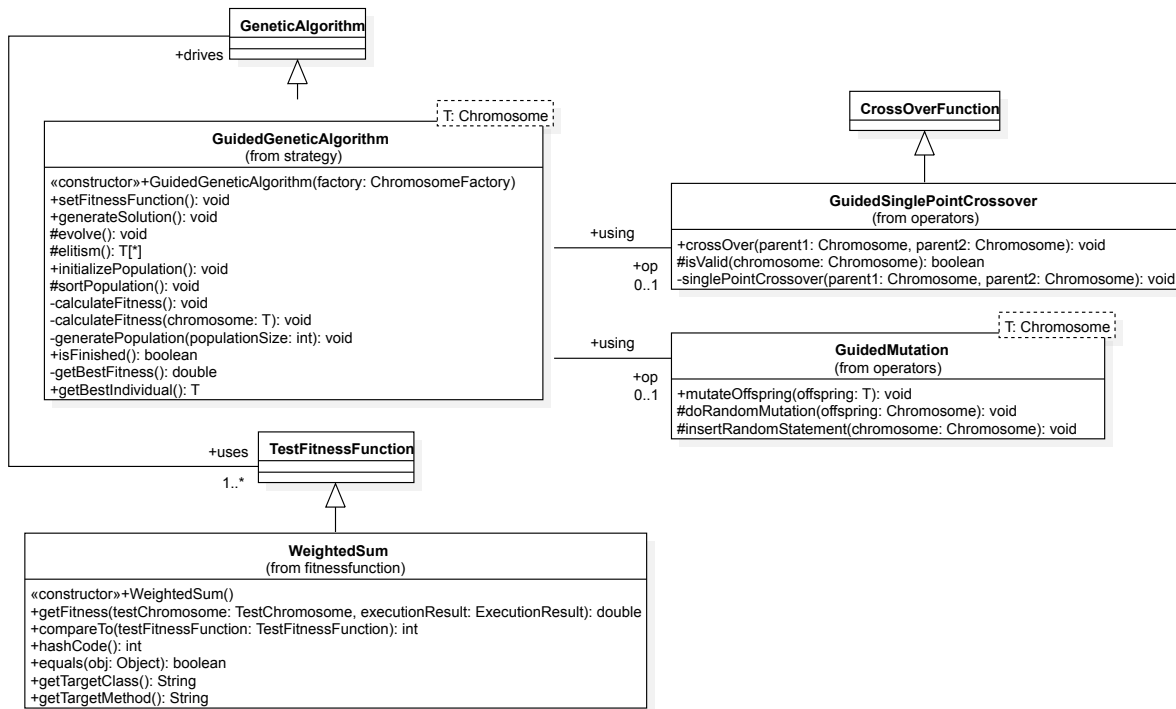 GeneticAlgorithm
+drives
T: Chromosome
GuidedGeneticAlgorithm
(from strategy)
«constructor»+GuidedGeneticAlgorithm(factory: ChromosomeFactory)
+setFitnessFunction(): void
+generateSolution(): void
#evolve(): void
#elitism(): T[*]
+initializePopulation(): void
#sortPopulation(): void
-calculateFitness(): void
-calculateFitness(chromosome: T): void
-generatePopulation(populationSize: int): void
+isFinished(): boolean
-getBestFitness(): double
+getBestIndividual(): T
CrossOverFunction
GuidedSinglePointCrossover
(from operators)
+crossOver(parent1: Chromosome, parent2: Chromosome): void
#isValid(chromosome: Chromosome): boolean
-singlePointCrossover(parent1: Chromosome, parent2: Chromosome): void
+using
+op
0..1
T: Chromosome
GuidedMutation
(from operators)
+mutateOffspring(offspring: T): void
#doRandomMutation(offspring: Chromosome): void
#insertRandomStatement(chromosome: Chromosome): void
+using
+op
0..1
TestFitnessFunction
+uses
1..*
WeightedSum
(from fitnessfunction)
«constructor»+WeightedSum()
+getFitness(testChromosome: TestChromosome, executionResult: ExecutionResult): double
+compareTo(testFitnessFunction: TestFitnessFunction): int
+hashCode(): int
+equals(obj: Object): boolean
+getTargetClass(): String
+getTargetMethod(): String